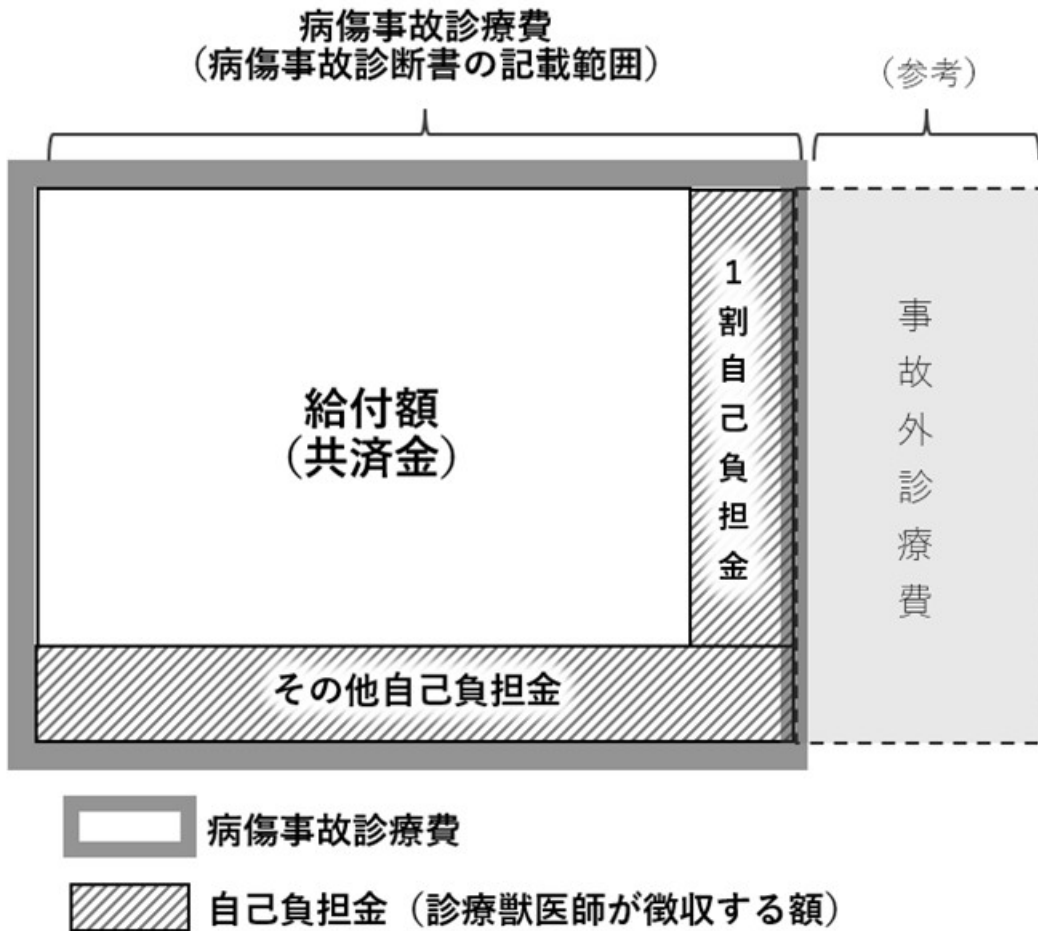 病傷事故診療費
（病傷事故診断書の記載範囲）
（参考）
給付額
（共済金）
1割自己負担金
事故外診療費
その他自己負担金
病傷事故診療費
自己負担金（診療獣医師が徴収する額）